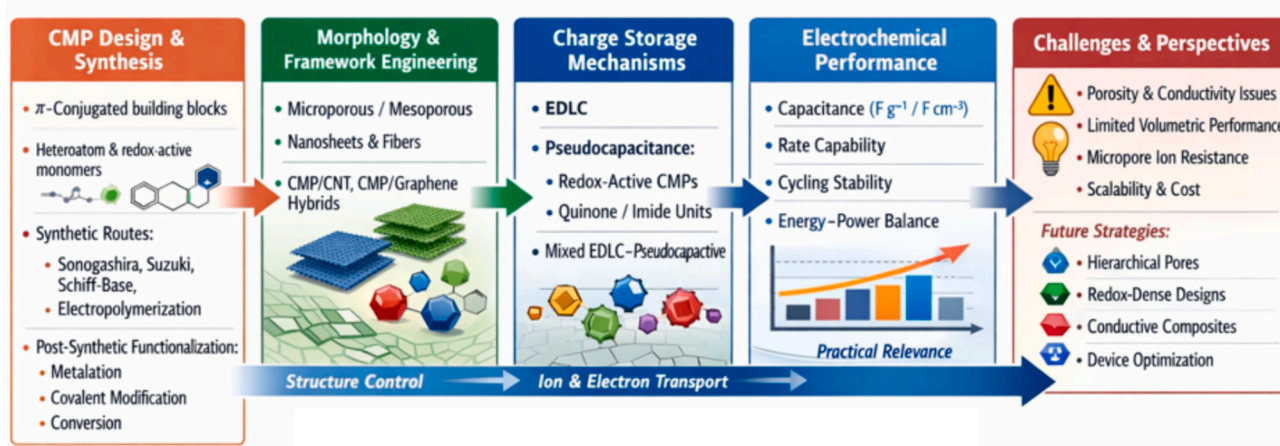 CMP Design &
Synthesis
• π-Conjugated building blocks
• Heteroatom & redox-active
monomers
• Synthetic Routes:
• Sonogashira, Suzuki,
Schiff-Base,
• Electropolymerization
• Post-Synthetic Functionalization:
• Metalation
• Covalent Modification
• Conversion
Morphology &
Framework Engineering
• Microporous / Mesoporous
• Nanosheets & Fibers
• CMP/CNT, CMP/Graphene
Hybrids
Charge Storage
Mechanisms
• EDLC
• Pseudocapacitance:
• Redox-Active CMPs
• Quinone / Imide Units
• Mixed EDLC–Pseudocapactive
Electrochemical
Performance
• Capacitance (F g⁻¹ / F cm⁻³)
• Rate Capability
• Cycling Stability
• Energy–Power Balance
Practical Relevance
Challenges & Perspectives
• Porosity & Conductivity Issues
• Limited Volumetric Performance
• Micropore Ion Resistance
• Scalability & Cost
Future Strategies:
• Hierarchical Pores
• Redox-Dense Designs
• Conductive Composites
• Device Optimization
Structure Control
Ion & Electron Transport